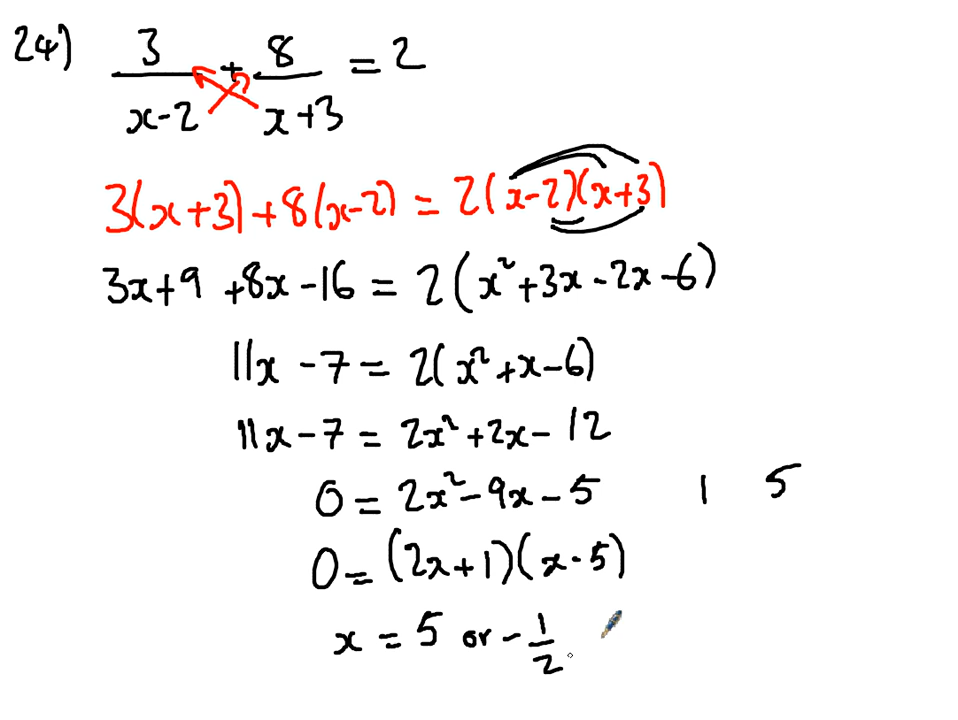 24) 3/(x-2) + 8/(x+3) = 2
3(x+3)+8(x-2) = 2(x-2)(x+3)
3x+9 +8x-16 = 2(x²+3x-2x-6)
11x -7 = 2(x²+x-6)
11x-7 = 2x²+2x-12
0 = 2x²-9x-5 1 5
0= (2x+1)(x-5)
x = 5 or -1/2